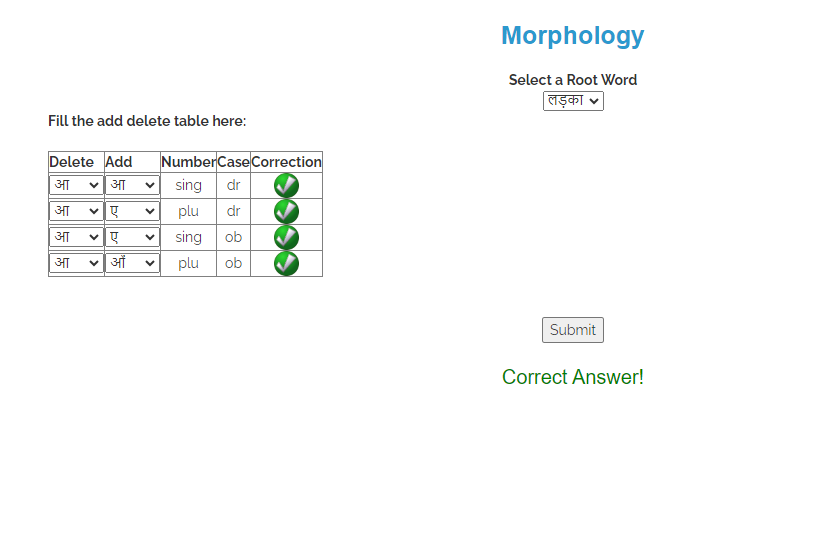 Morphology
Select a Root Word
लड़का
Fill the add delete table here:
Delete Add Number Case Correction
आ आ sing dr
आ ए plu dr
आ ए sing ob
आ ओं plu ob
Submit
Correct Answer!